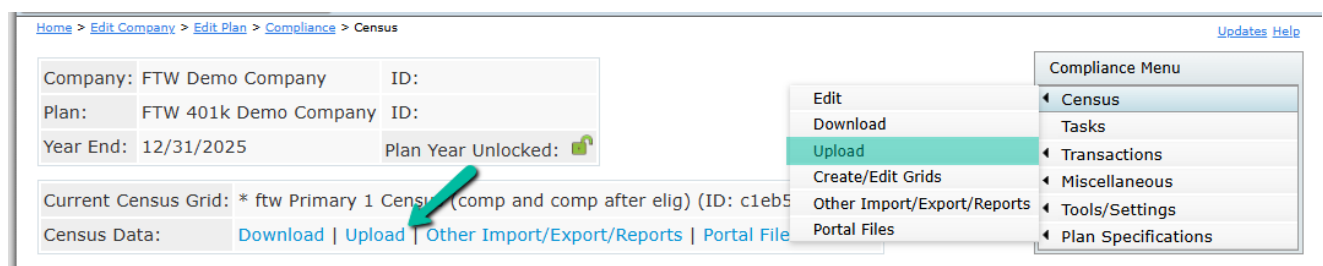 Home > Edit Company > Edit Plan > Compliance > Census
Updates Help
Company: FTW Demo Company ID:
Plan: FTW 401k Demo Company ID:
Year End: 12/31/2025 Plan Year Unlocked:
Current Census Grid: * ftw Primary 1 Census (comp and comp after elig) (ID: c1eb5
Census Data: Download | Upload | Other Import/Export/Reports | Portal File
Edit
Download
Upload
Create/Edit Grids
Other Import/Export/Reports
Portal Files
Compliance Menu
Census
Tasks
Transactions
Miscellaneous
Tools/Settings
Plan Specifications